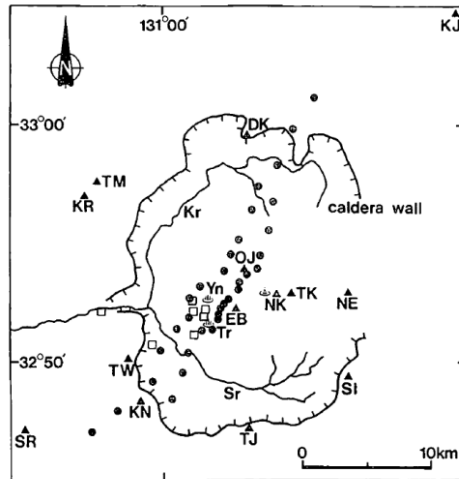 131°00'
KJ
N
33°00'
DK
TM
KR
Kr
caldera wall
OJ
Yn
NK
TK
NE
EB
Tr
32°50'
TW
Sr
SI
KN
SR
TJ
0
10km